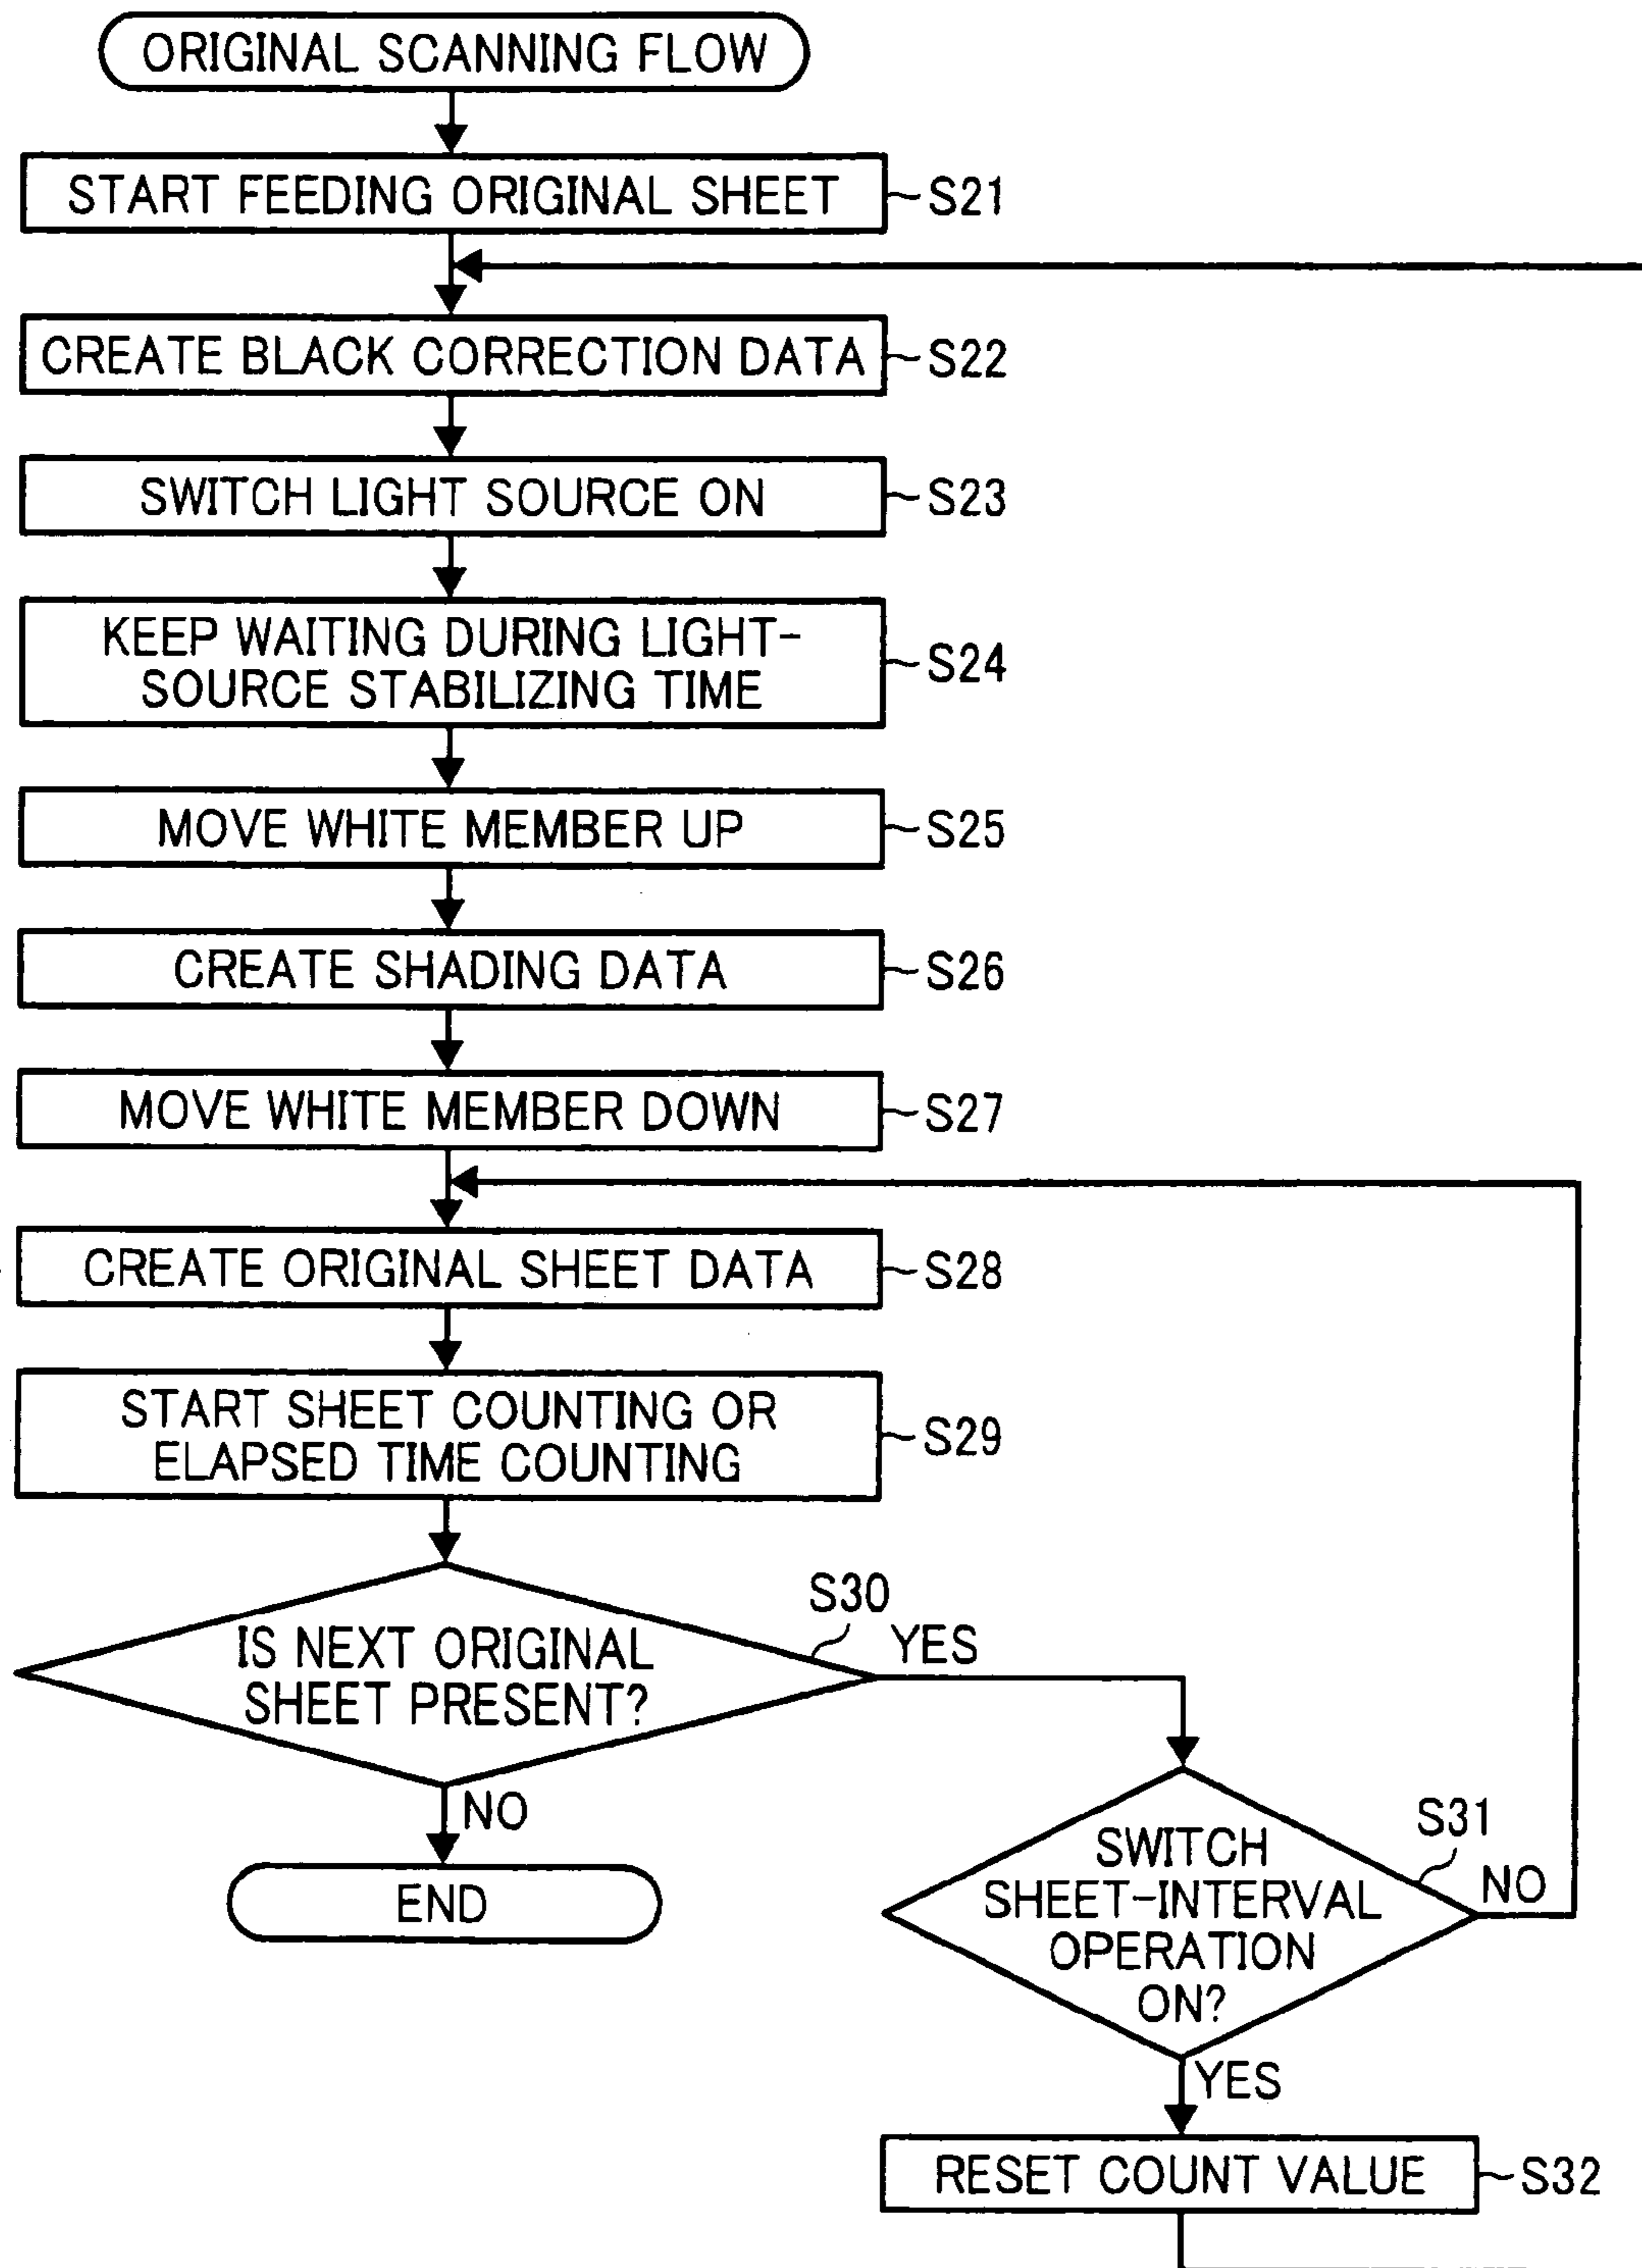 ORIGINAL SCANNING FLOW
START FEEDING ORIGINAL SHEET
S21
CREATE BLACK CORRECTION DATA
S22
SWITCH LIGHT SOURCE ON
S23
KEEP WAITING DURING LIGHT-
SOURCE STABILIZING TIME
S24
MOVE WHITE MEMBER UP
S25
CREATE SHADING DATA
S26
MOVE WHITE MEMBER DOWN
S27
CREATE ORIGINAL SHEET DATA
S28
START SHEET COUNTING OR
ELAPSED TIME COUNTING
S29
IS NEXT ORIGINAL
SHEET PRESENT?
S30
YES
NO
END
SWITCH
SHEET-INTERVAL
OPERATION
ON?
S31
NO
YES
RESET COUNT VALUE
S32